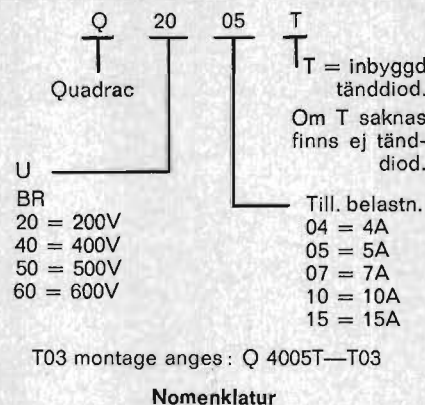 Q 20 05 T
T = inbyggd
tänddiod.
Quadrac
Om T saknas
finns ej tänd-
diod.
U
BR
20 = 200V
40 = 400V
50 = 500V
60 = 600V
Till. belastn.
04 = 4A
05 = 5A
07 = 7A
10 = 10A
15 = 15A
T03 montage anges: Q 4005T—T03
Nomenklatur